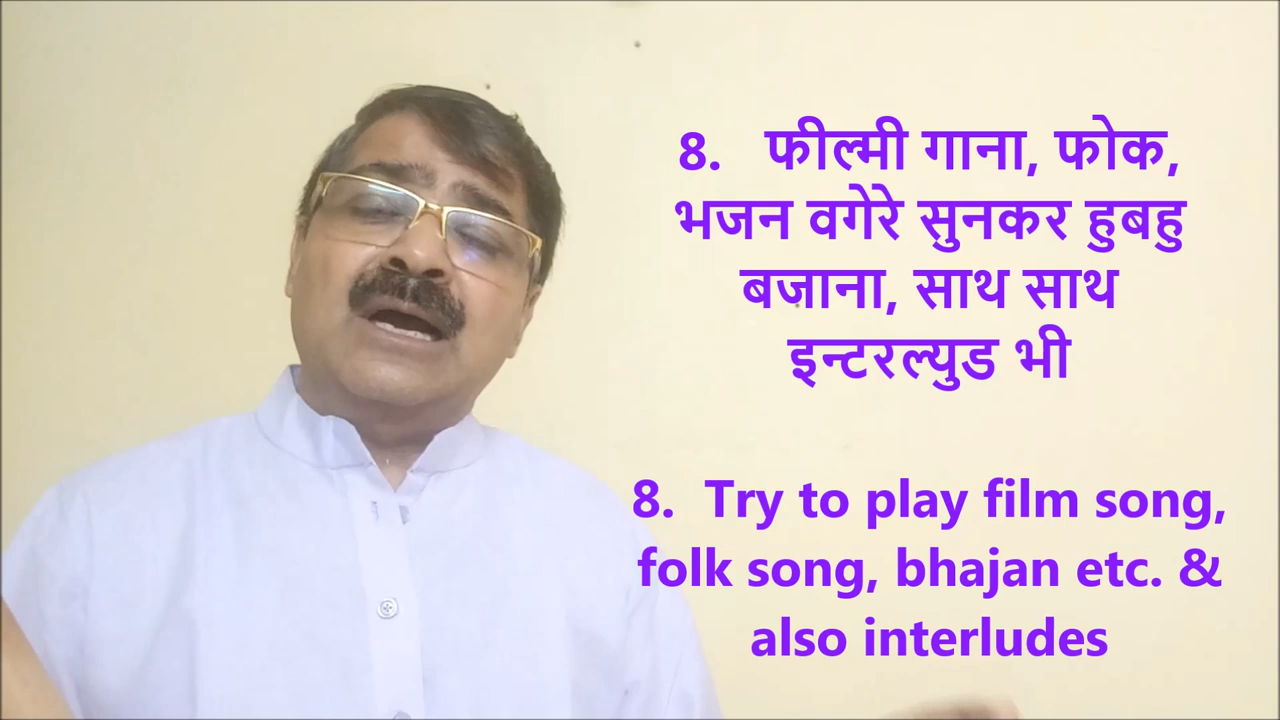 8. फील्मी गाना, फोक,
भजन वगेरे सुनकर हुबहु
बजाना, साथ साथ
इन्टरल्युड भी
8. Try to play film song,
folk song, bhajan etc. &
also interludes